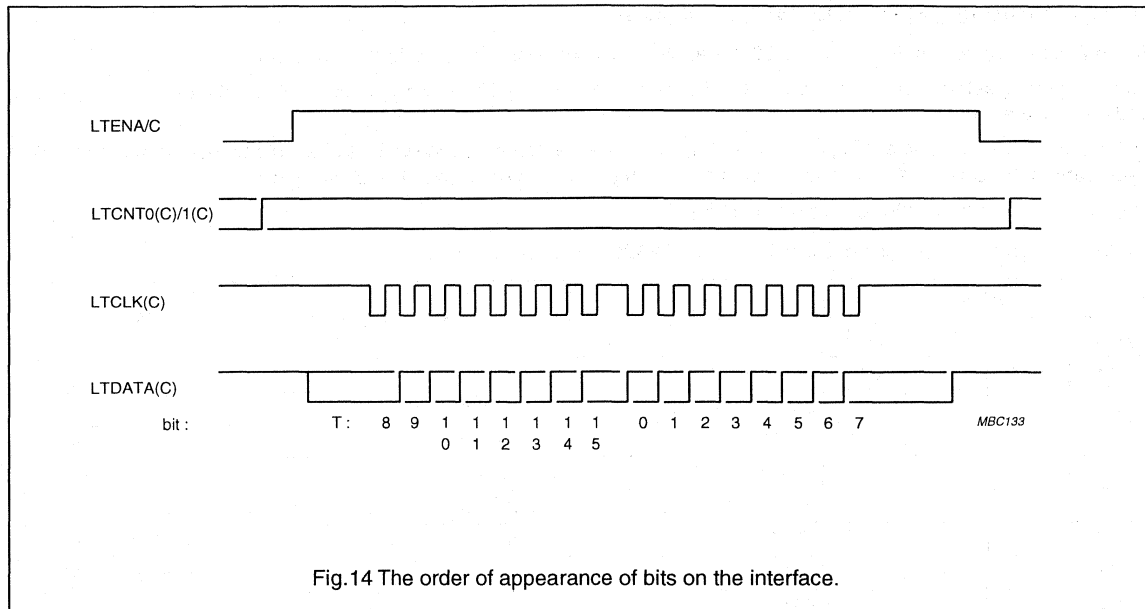 LTENA/C
LTCNT0(C)/1(C)
LTCLK(C)
LTDATA(C)
bit : T : 8 9 1 1 1 1 1 1 0 1 2 3 4 5 6 7 MBC133
0 1 2 3 4 5
Fig.14 The order of appearance of bits on the interface.